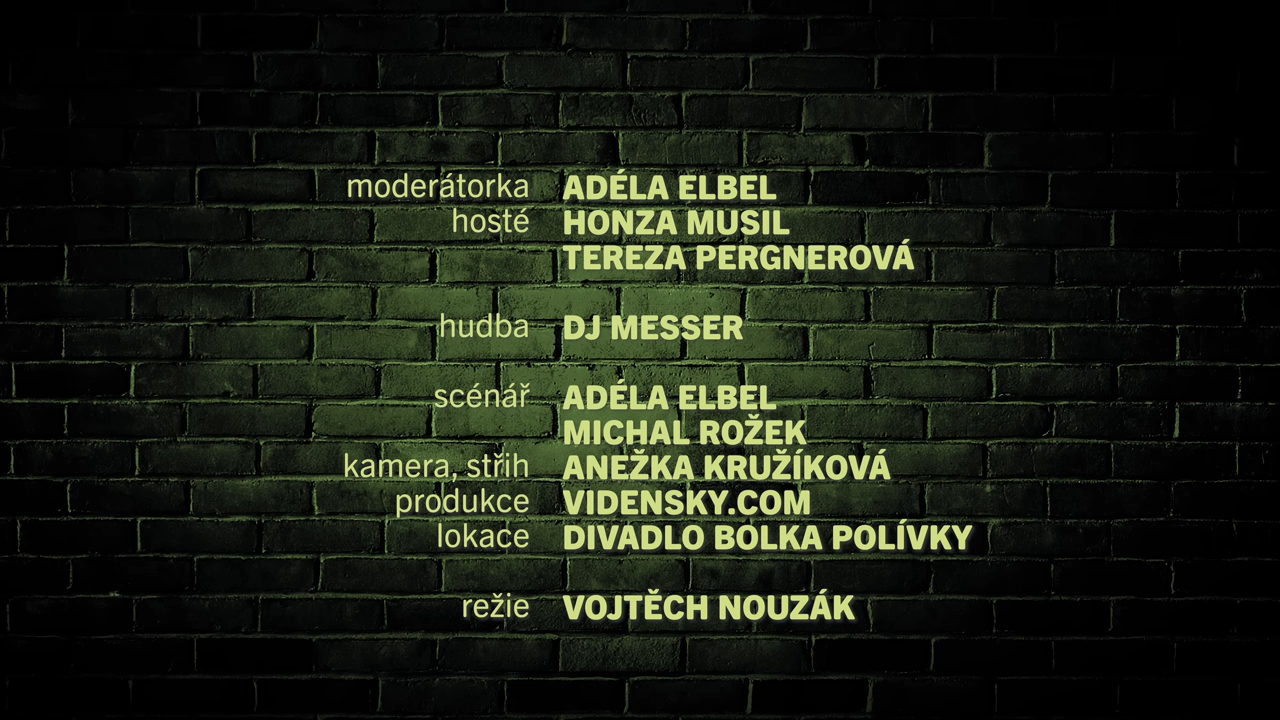 moderátorka ADÉLA ELBEL
hosté HONZA MUSIL
TEREZA PERGNEROVÁ
hudba DJ MESSER
scénář ADÉLA ELBEL
MICHAL ROŽEK
kamera, střih ANEŽKA KRUŽÍKOVÁ
produkce VIDENSKY.COM
lokace DIVADLO BOLKA POLÍVKY
režie VOJTĚCH NOUZÁK